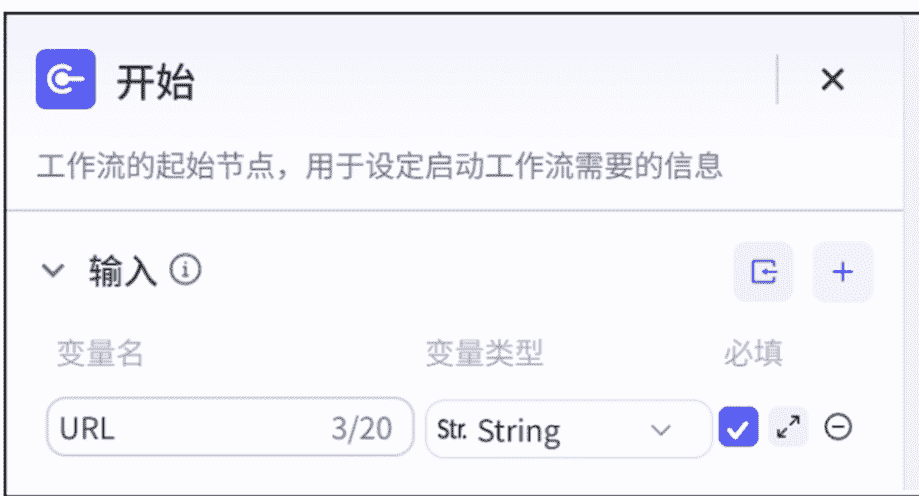 开始
工作流的起始节点，用于设定启动工作流需要的信息
输入
变量名 变量类型 必填
URL 3/20 Str. String